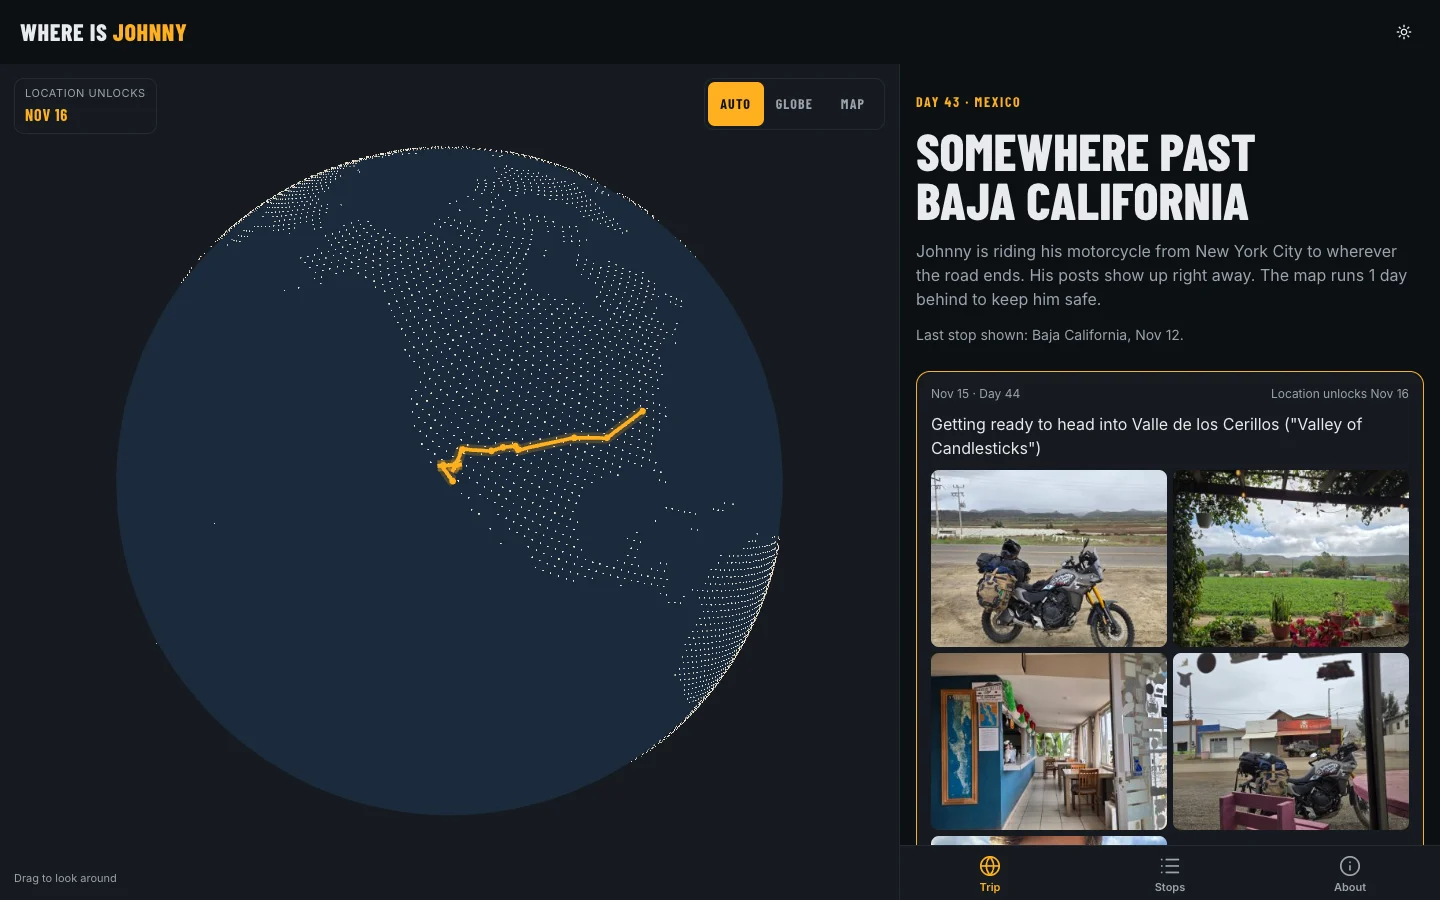 WHERE IS JOHNNY
LOCATION UNLOCKS
NOV 16
AUTO
GLOBE
MAP
Drag to look around
DAY 43 · MEXICO
SOMEWHERE PAST
BAJA CALIFORNIA
Johnny is riding his motorcycle from New York City to wherever
the road ends. His posts show up right away. The map runs 1 day
behind to keep him safe.
Last stop shown: Baja California, Nov 12.
Nov 15 · Day 44
Location unlocks Nov 16
Getting ready to head into Valle de los Cerillos ("Valley of
Candlesticks")
Trip
Stops
About